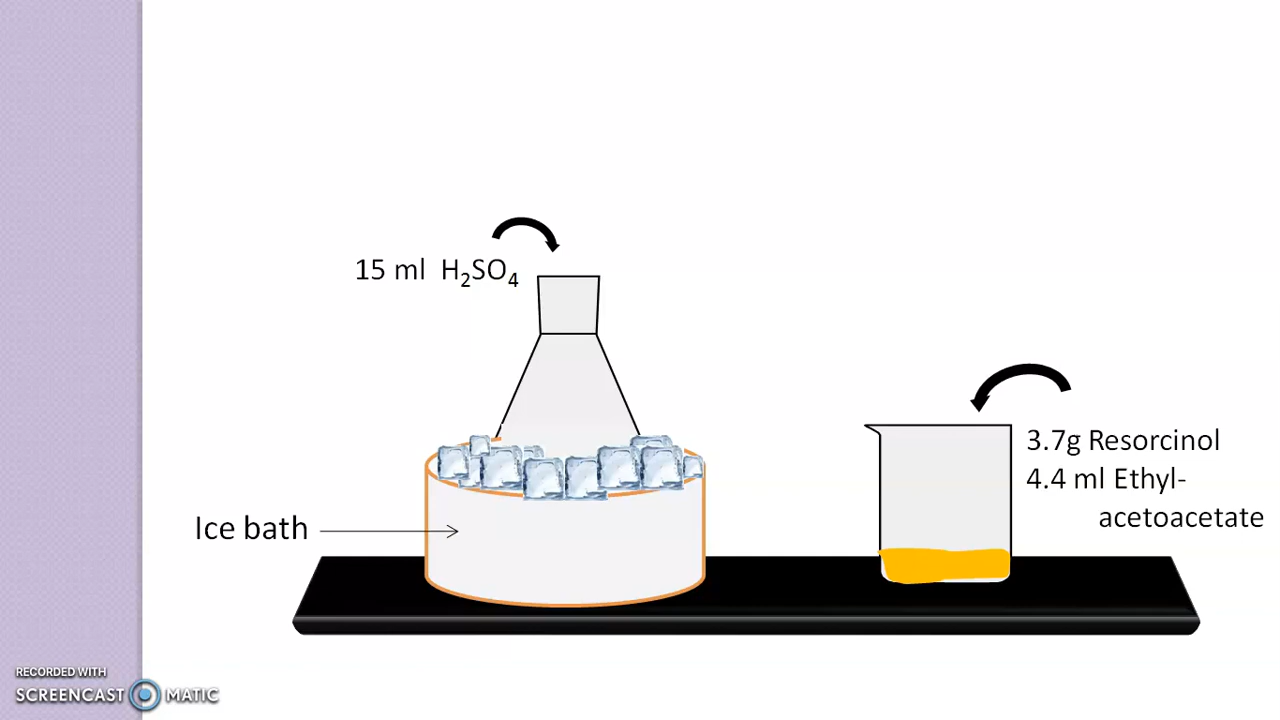 15 ml H₂SO₄
3.7g Resorcinol
4.4 ml Ethyl-
acetoacetate
Ice bath
RECORDED WITH
SCREENCAST MATIC